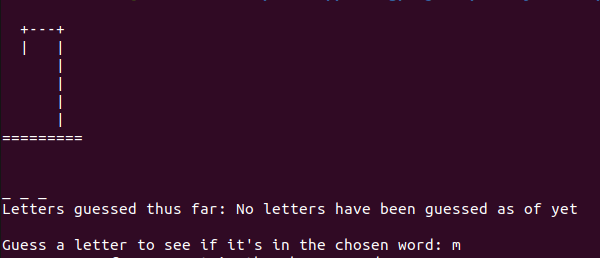 +---+
|   |
    |
    |
    |
    |
=========
_ _ _
Letters guessed thus far: No letters have been guessed as of yet
Guess a letter to see if it's in the chosen word: m